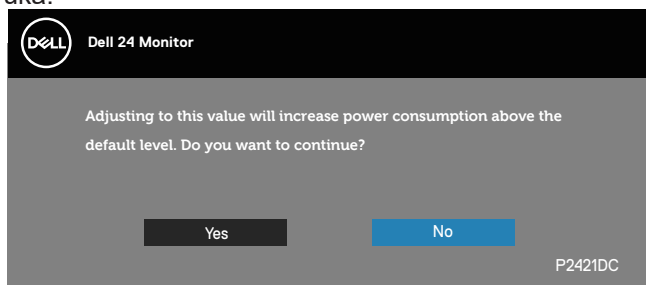 DELL
Dell 24 Monitor
Adjusting to this value will increase power consumption above the
default level. Do you want to continue?
Yes No
P2421DC